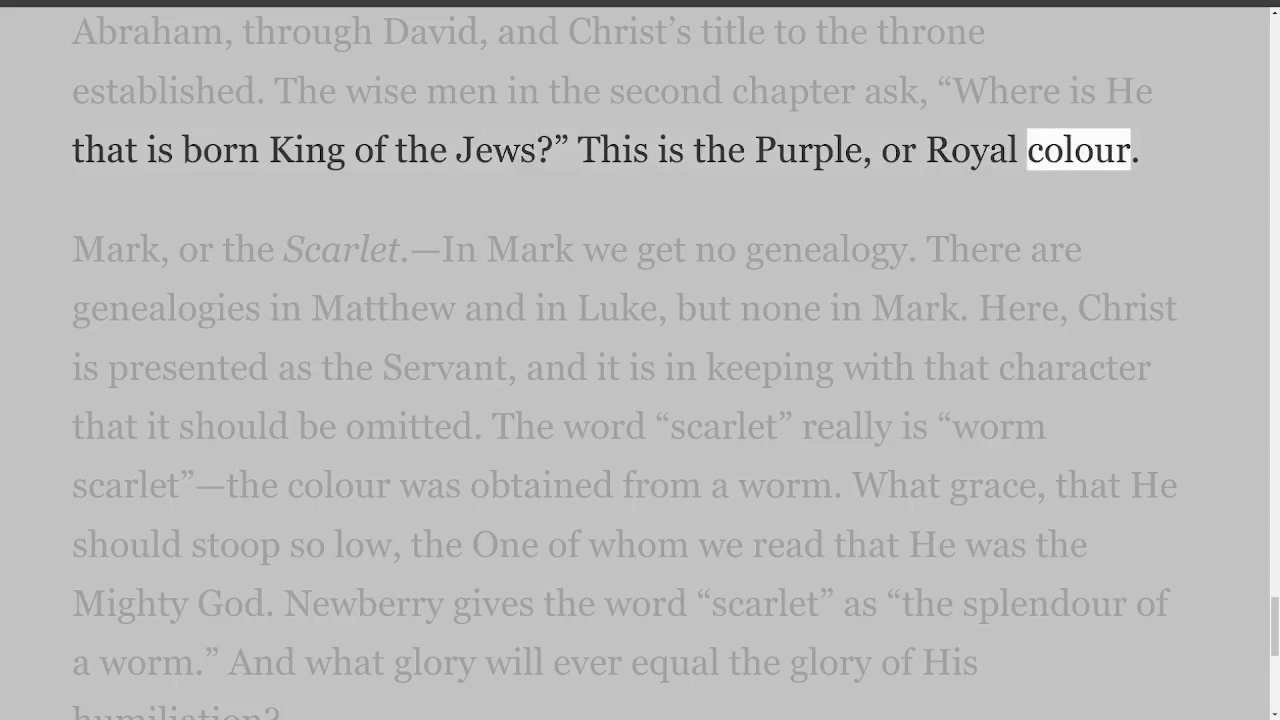 Abraham, through David, and Christ’s title to the throne
established. The wise men in the second chapter ask, “Where is He
that is born King of the Jews?” This is the Purple, or Royal colour.
Mark, or the Scarlet.—In Mark we get no genealogy. There are
genealogies in Matthew and in Luke, but none in Mark. Here, Christ
is presented as the Servant, and it is in keeping with that character
that it should be omitted. The word “scarlet” really is “worm
scarlet”—the colour was obtained from a worm. What grace, that He
should stoop so low, the One of whom we read that He was the
Mighty God. Newberry gives the word “scarlet” as “the splendour of
a worm.” And what glory will ever equal the glory of His
humiliation?